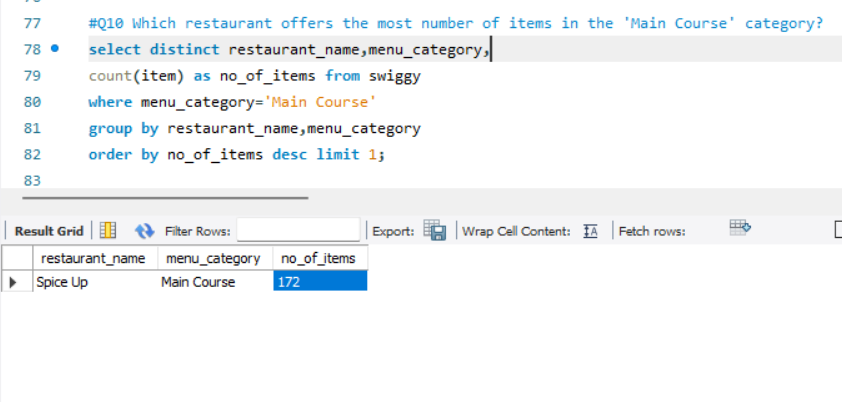 77 #Q10 Which restaurant offers the most number of items in the 'Main Course' category?
78 select distinct restaurant_name,menu_category,
79 count(item) as no_of_items from swiggy
80 where menu_category='Main Course'
81 group by restaurant_name,menu_category
82 order by no_of_items desc limit 1;
83
Result Grid Filter Rows: Export: Wrap Cell Content: IA Fetch rows:
restaurant_name menu_category no_of_items
Spice Up Main Course 172